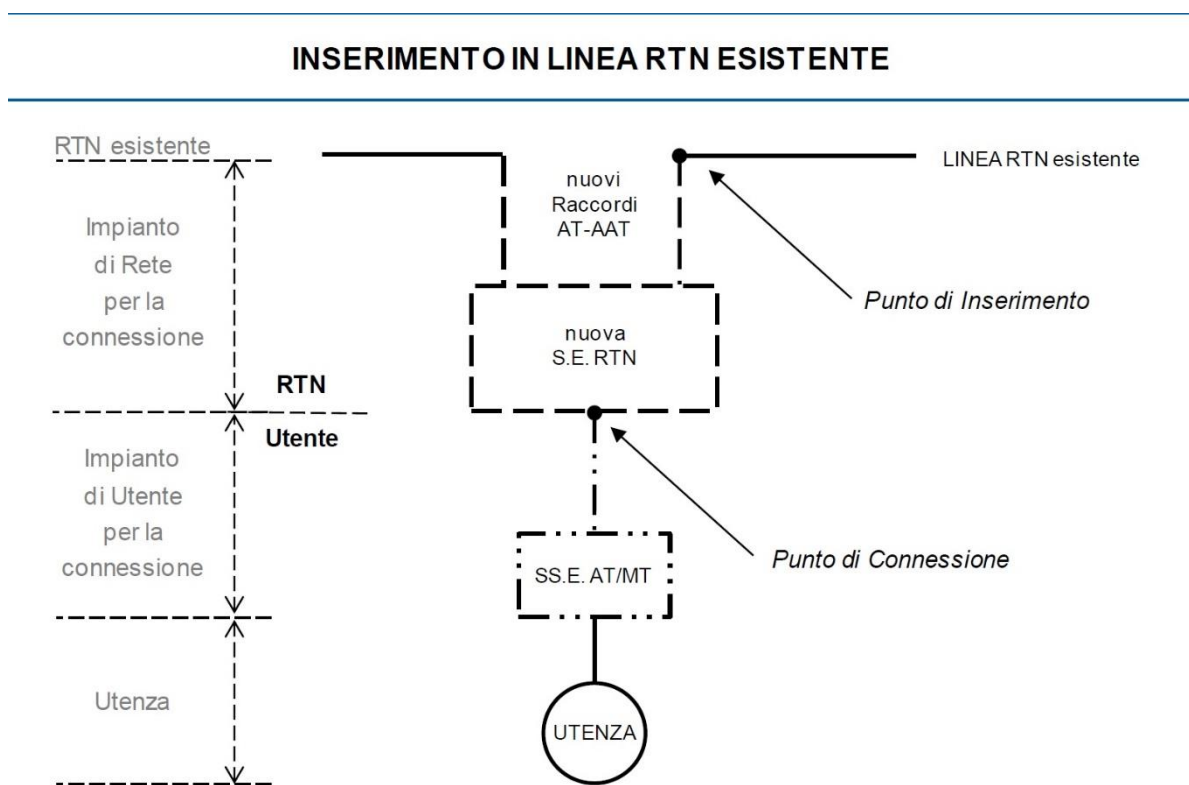 INSERIMENTO IN LINEA RTN ESISTENTE
RTN esistente
LINEA RTN esistente
nuovi
Raccordi
AT-AAT
Impianto
di Rete
per la
connessione
Punto di Inserimento
nuova
S.E. RTN
RTN
Utente
Impianto
di Utente
per la
connessione
Punto di Connessione
SS.E. AT/MT
Utenza
UTENZA